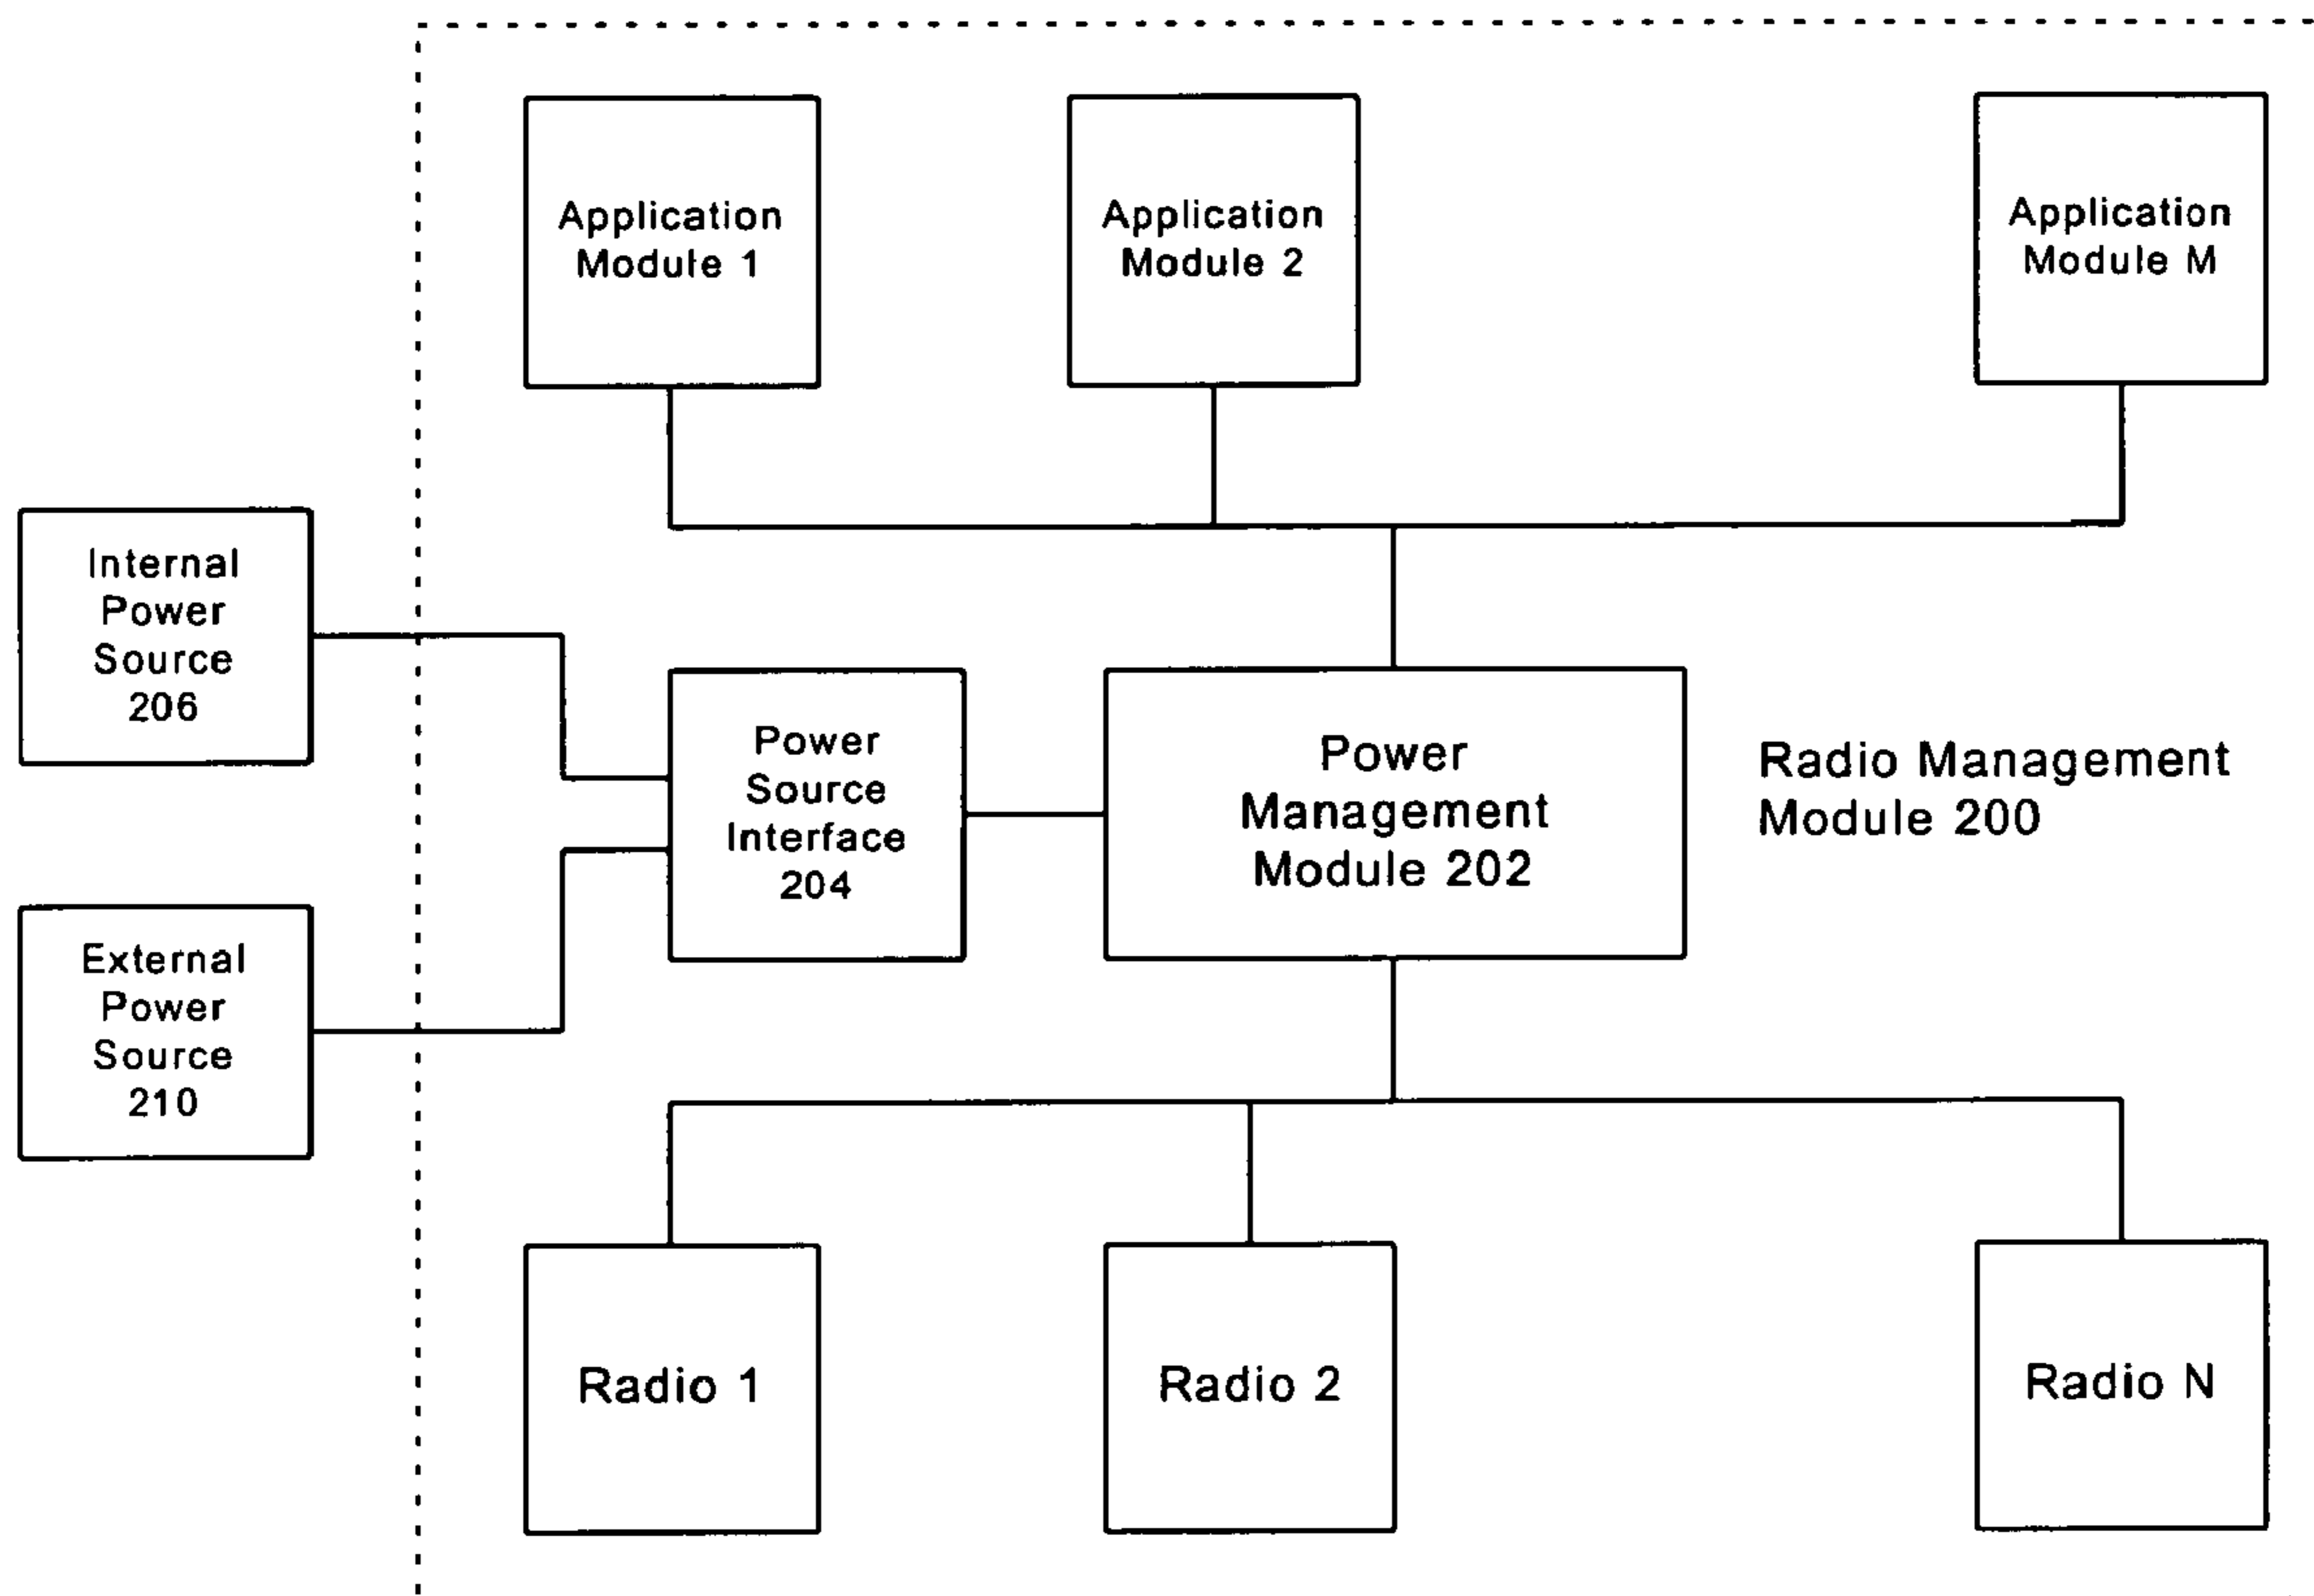 Application
Module 1
Application
Module 2
Application
Module M
Internal
Power
Source
206
Power
Source
Interface
204
Power
Management
Module 202
Radio Management
Module 200
External
Power
Source
210
Radio 1
Radio 2
Radio N